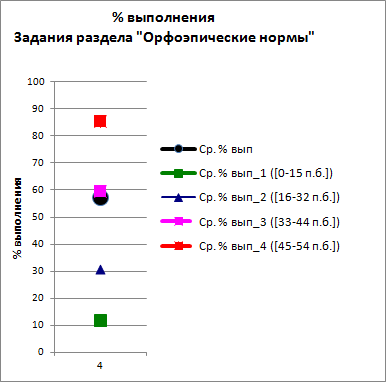 % выполнения
Задания раздела "Орфоэпические нормы"
% выполнения
100
90
80
70
60
50
40
30
20
10
0
4
Ср. % вып
Ср. % вып_1 ([0-15 п.б.])
Ср. % вып_2 ([16-32 п.б.])
Ср. % вып_3 ([33-44 п.б.])
Ср. % вып_4 ([45-54 п.б.])